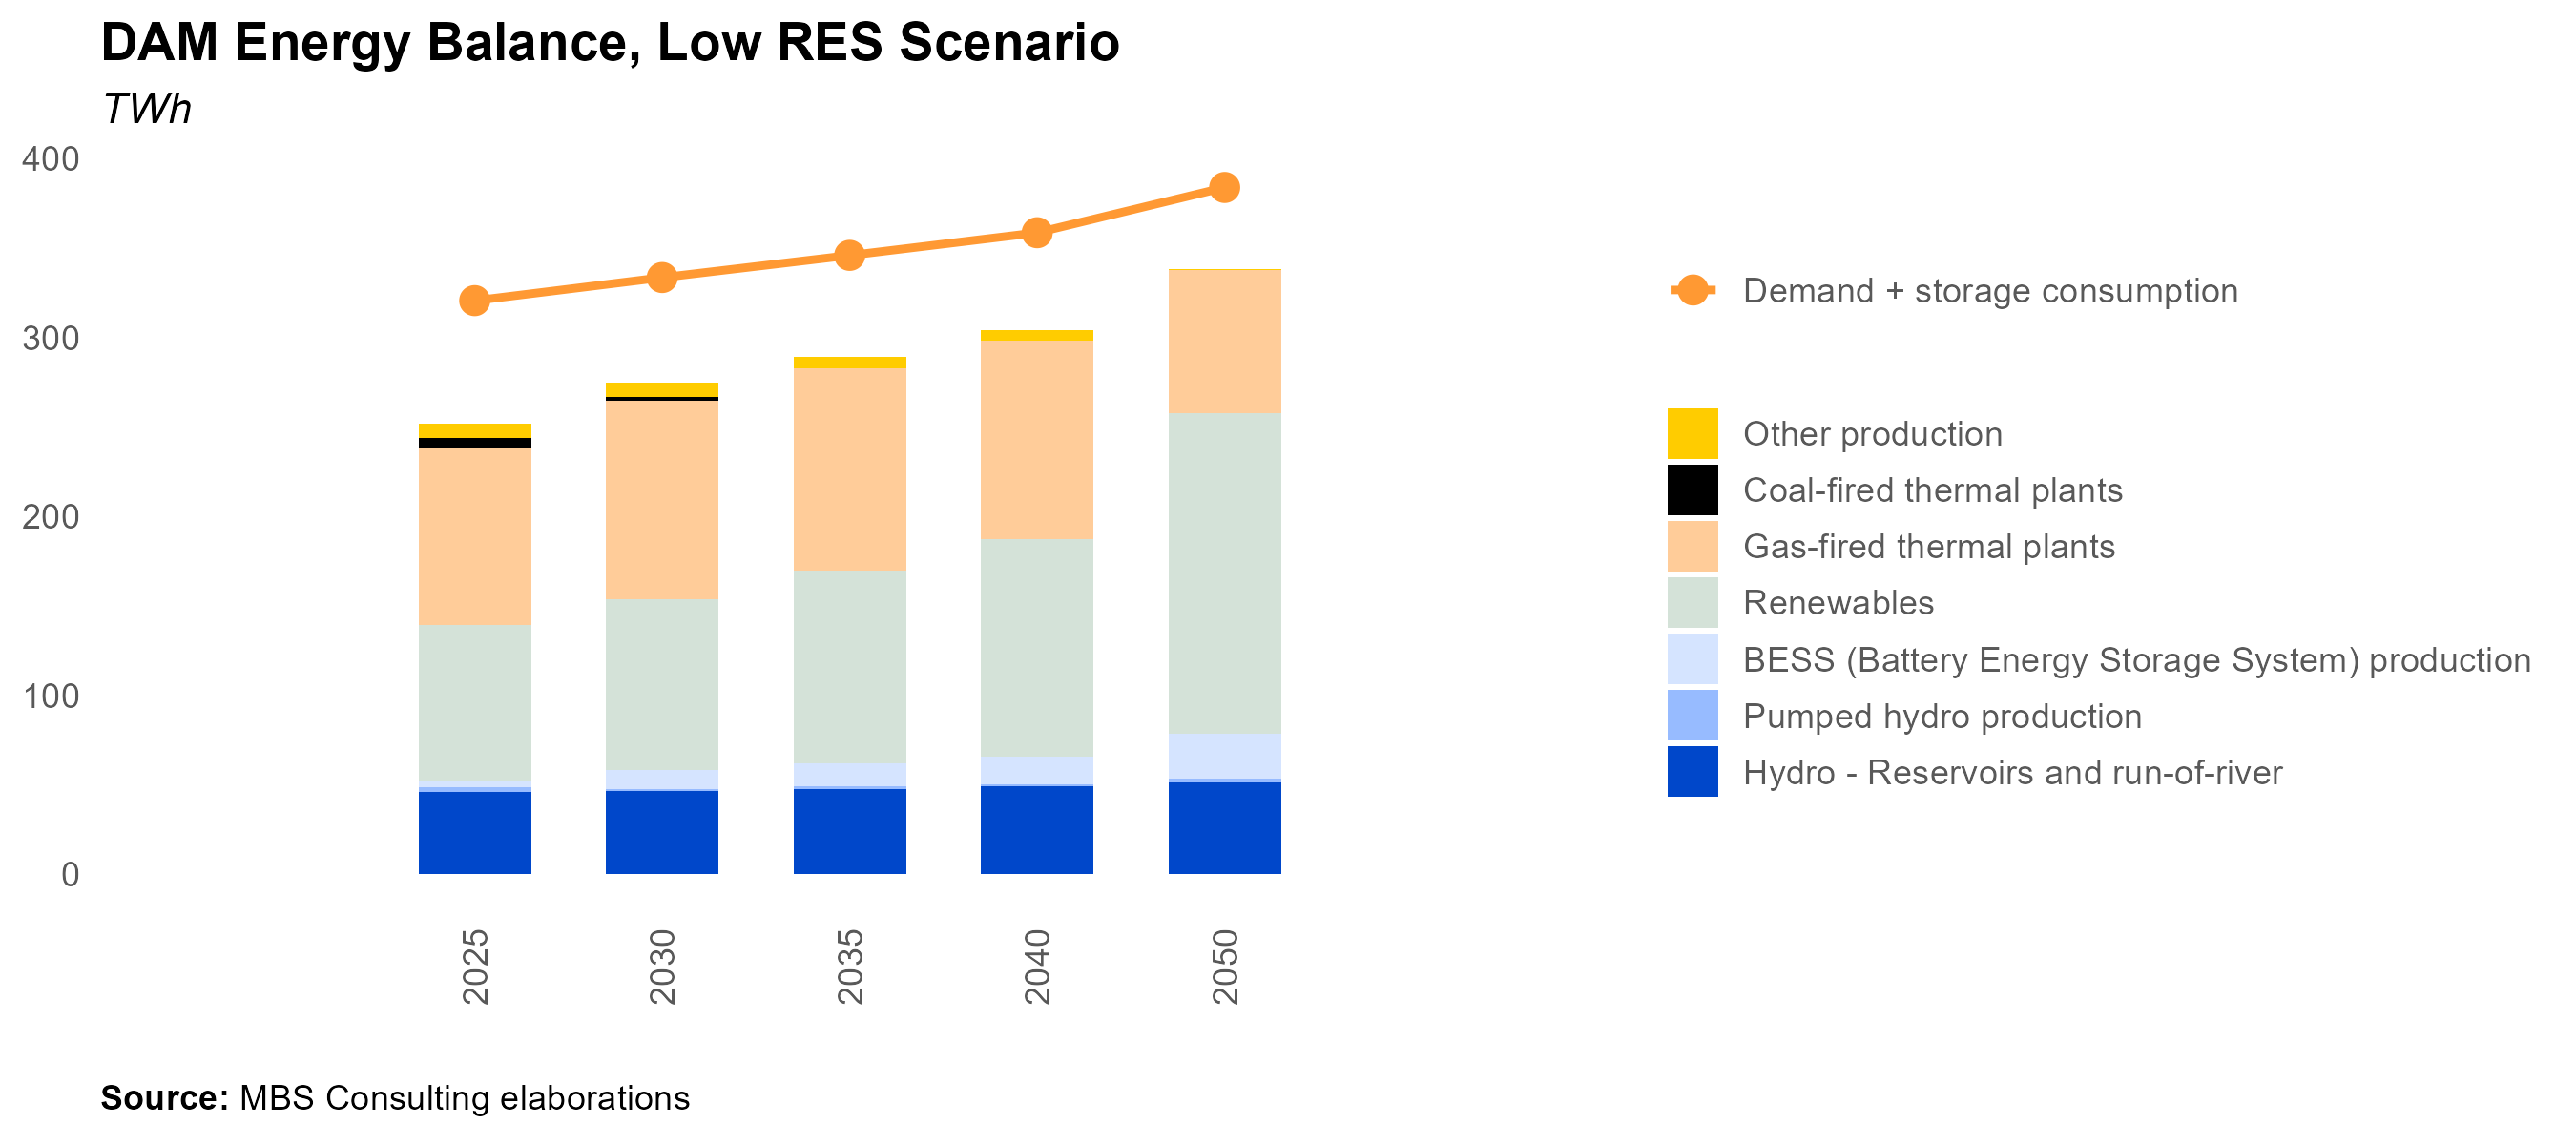 DAM Energy Balance, Low RES Scenario
TWh
400
300
200
100
0
2025
2030
2035
2040
2050
Demand + storage consumption
Other production
Coal-fired thermal plants
Gas-fired thermal plants
Renewables
BESS (Battery Energy Storage System) production
Pumped hydro production
Hydro - Reservoirs and run-of-river
Source: MBS Consulting elaborations